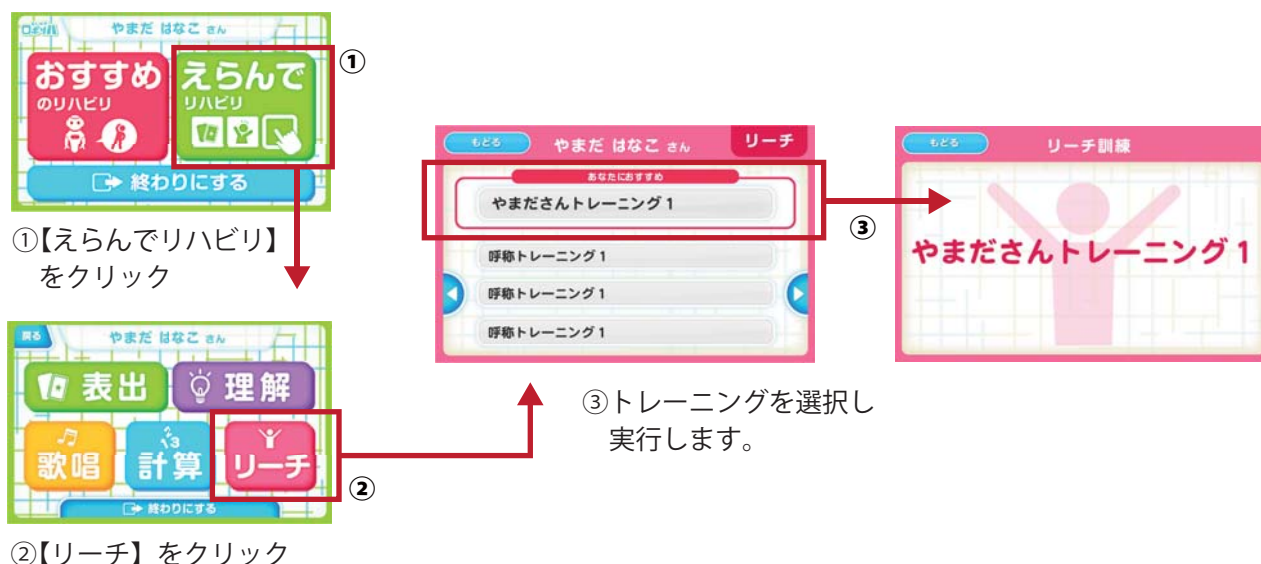 ロボリハ
やまだ はなこ さん
おすすめ
のリハビリ
えらんで
リハビリ
終わりにする
①
①【えらんでリハビリ】
をクリック
戻る
やまだ はなこ さん
表出
理解
歌唱
計算
リーチ
終わりにする
②
②【リーチ】をクリック
もどる
やまだ はなこ さん
リーチ
あなたにおすすめ
やまださんトレーニング 1
呼称トレーニング 1
呼称トレーニング 1
呼称トレーニング 1
③
③トレーニングを選択し
実行します。
もどる
リーチ訓練
やまださんトレーニング 1